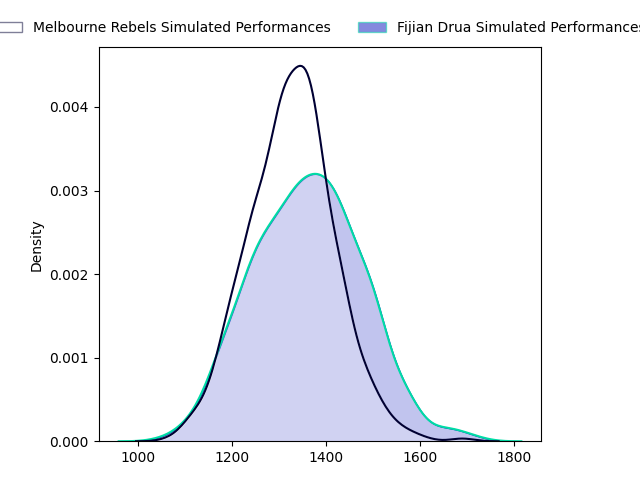 Melbourne Rebels Simulated Performances
Fijian Drua Simulated Performances
Density
0.004
0.003
0.002
0.001
0.000
1000 1200 1400 1600 1800